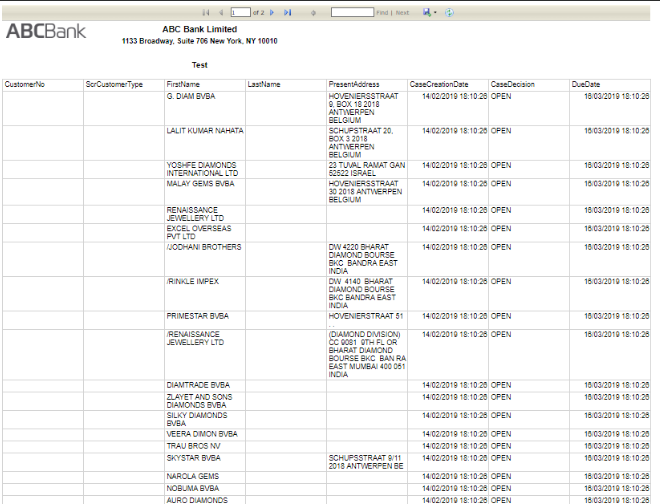 1 of 2 Find | Next
ABCBank
ABC Bank Limited
1133 Broadway, Suite 706 New York, NY 10010
Test
CustomerNo ScrCustomerType FirstName LastName PresentAddress CaseCreationDate CaseDecision DueDate
G. DIAM BVBA HOVENIERSSTRAAT 14/02/2019 18:10:26 OPEN 16/03/2019 18:10:26
9, BOX 18 2018
ANTWERPEN
BELGIUM
LALIT KUMAR NAHATA SCHUPSTRAAT 20, 14/02/2019 18:10:26 OPEN 16/03/2019 18:10:26
BOX 3 2018
ANTWERPEN
BELGIUM
YOSHFE DIAMONDS 23 TUVAL RAMAT GAN 14/02/2019 18:10:26 OPEN 16/03/2019 18:10:26
INTERNATIONAL LTD 52522 ISRAEL
MALAY GEMS BVBA HOVENIERSSTRAAT 14/02/2019 18:10:26 OPEN 16/03/2019 18:10:26
30 2018 ANTWERPEN
BELGIUM
RENAISSANCE 14/02/2019 18:10:26 OPEN 16/03/2019 18:10:26
JEWELLERY LTD
EXCEL OVERSEAS 14/02/2019 18:10:26 OPEN 16/03/2019 18:10:26
PVT LTD
/JODHANI BROTHERS DW 4220 BHARAT 14/02/2019 18:10:26 OPEN 16/03/2019 18:10:26
DIAMOND BOURSE
BKC BANDRA EAST
INDIA
/RINKLE IMPEX DW 4140 BHARAT 14/02/2019 18:10:26 OPEN 16/03/2019 18:10:26
DIAMOND BOURSE
BKC BANDRA EAST
INDIA
PRIMESTAR BVBA HOVENIERSTRAAT 51 14/02/2019 18:10:26 OPEN 16/03/2019 18:10:26
. .
/RENAISSANCE (DIAMOND DIVISION) 14/02/2019 18:10:26 OPEN 16/03/2019 18:10:26
JEWELLERY LTD CC 9081 9TH FL OR
BHARAT DIAMOND
BOURSE BKC BAN RA
EAST MUMBAI 400 051
INDIA
DIAMTRADE BVBA 14/02/2019 18:10:26 OPEN 16/03/2019 18:10:26
ZLAYET AND SONS 14/02/2019 18:10:26 OPEN 16/03/2019 18:10:26
DIAMONDS BVBA
SILKY DIAMONDS 14/02/2019 18:10:26 OPEN 16/03/2019 18:10:26
BVBA
VEERA DIMON BVBA 14/02/2019 18:10:26 OPEN 16/03/2019 18:10:26
TRAU BROS NV 14/02/2019 18:10:26 OPEN 16/03/2019 18:10:26
SKYSTAR BVBA SCHUPSSTRAAT 9/11 14/02/2019 18:10:26 OPEN 16/03/2019 18:10:26
2018 ANTWERPEN BE
NAROLA GEMS 14/02/2019 18:10:26 OPEN 16/03/2019 18:10:26
NOBUMA BVBA 14/02/2019 18:10:26 OPEN 16/03/2019 18:10:26
AURO DIAMONDS 14/02/2019 18:10:26 OPEN 16/03/2019 18:10:26